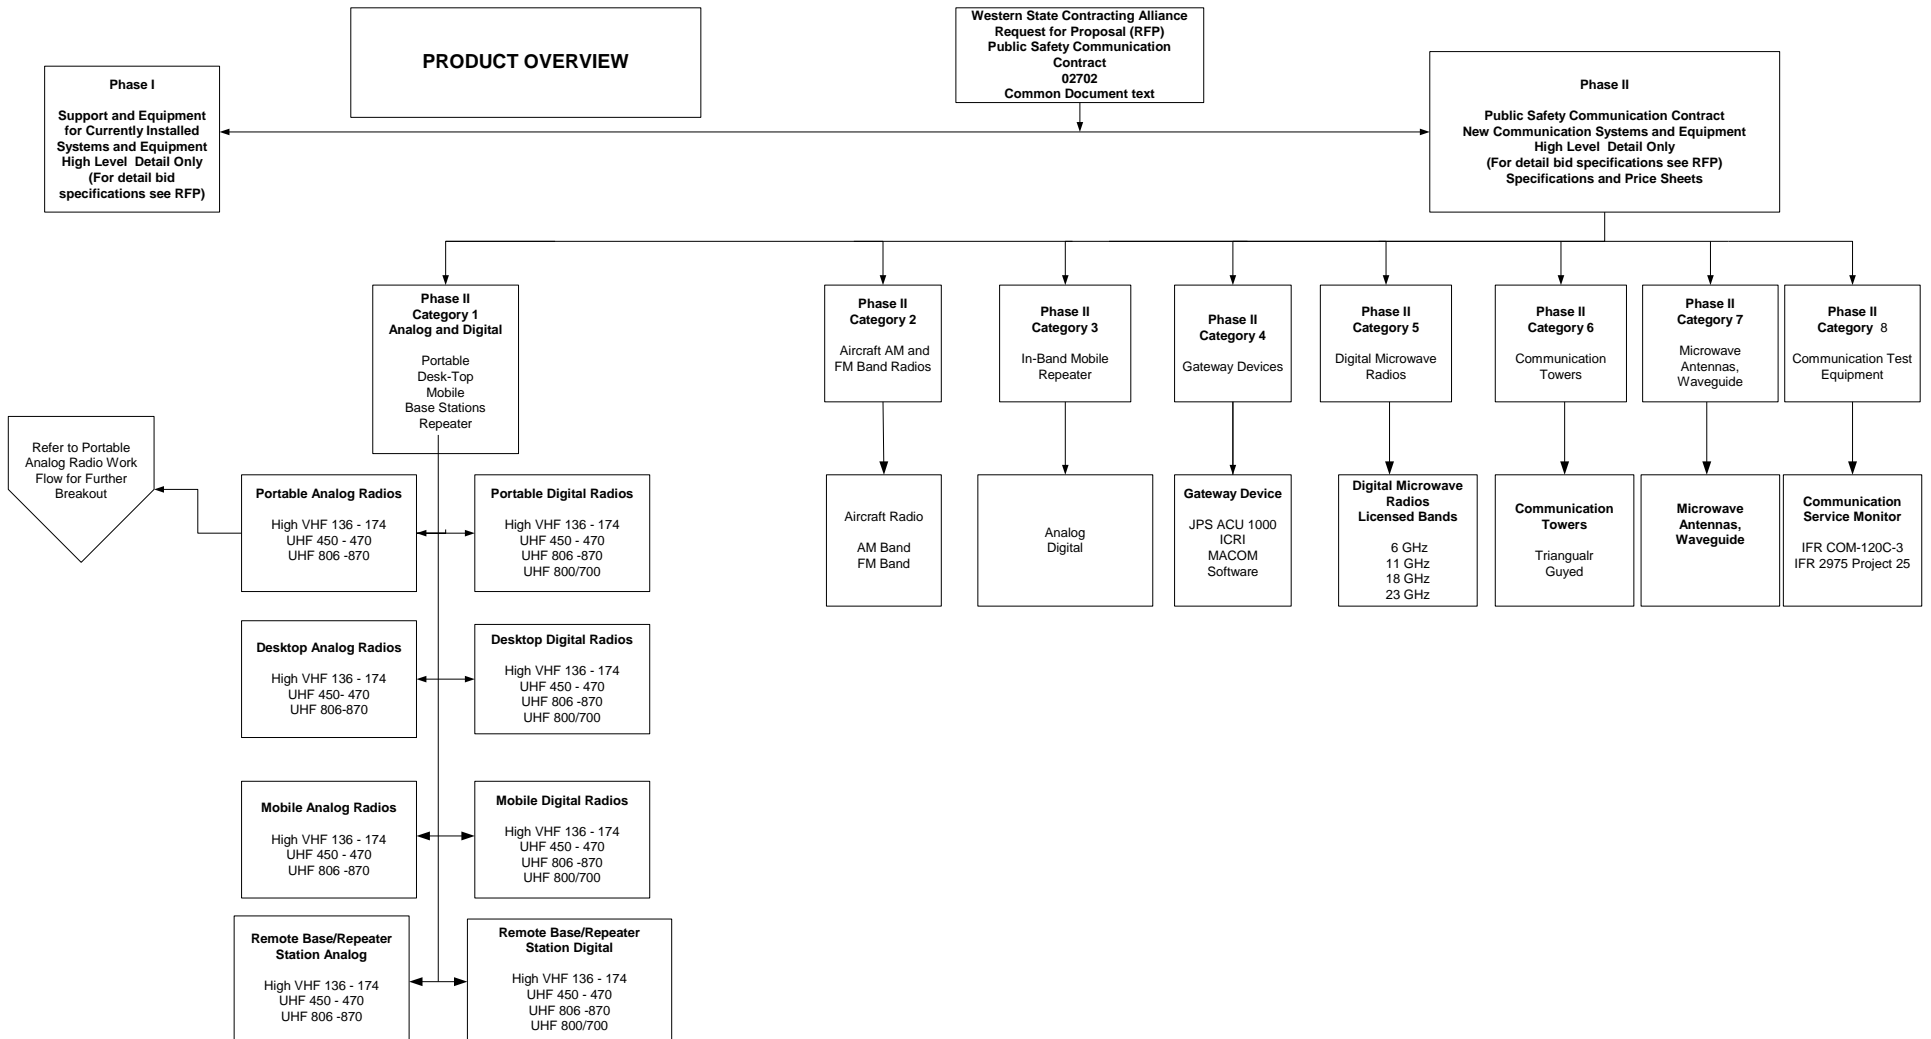 PRODUCT OVERVIEW
Western State Contracting Alliance
Request for Proposal (RFP)
Public Safety Communication
Contract
02702
Common Document text
Phase I
Support and Equipment
for Currently Installed
Systems and Equipment
High Level Detail Only
(For detail bid
specifications see RFP)
Phase II
Public Safety Communication Contract
New Communication Systems and Equipment
High Level Detail Only
(For detail bid specifications see RFP)
Specifications and Price Sheets
Phase II
Category 1
Analog and Digital
Portable
Desk-Top
Mobile
Base Stations
Repeater
Phase II
Category 2
Aircraft AM and
FM Band Radios
Phase II
Category 3
In-Band Mobile
Repeater
Phase II
Category 4
Gateway Devices
Phase II
Category 5
Digital Microwave
Radios
Phase II
Category 6
Communication
Towers
Phase II
Category 7
Microwave
Antennas,
Waveguide
Phase II
Category 8
Communication Test
Equipment
Refer to Portable
Analog Radio Work
Flow for Further
Breakout
Portable Analog Radios
High VHF 136 - 174
UHF 450 - 470
UHF 806 -870
Portable Digital Radios
High VHF 136 - 174
UHF 450 - 470
UHF 806 -870
UHF 800/700
Aircraft Radio
AM Band
FM Band
Analog
Digital
Gateway Device
JPS ACU 1000
ICRI
MACOM
Software
Digital Microwave
Radios
Licensed Bands
6 GHz
11 GHz
18 GHz
23 GHz
Communication
Towers
Triangualr
Guyed
Microwave
Antennas,
Waveguide
Communication
Service Monitor
IFR COM-120C-3
IFR 2975 Project 25
Desktop Analog Radios
High VHF 136 - 174
UHF 450- 470
UHF 806-870
Desktop Digital Radios
High VHF 136 - 174
UHF 450 - 470
UHF 806 -870
UHF 800/700
Mobile Analog Radios
High VHF 136 - 174
UHF 450 - 470
UHF 806 -870
Mobile Digital Radios
High VHF 136 - 174
UHF 450 - 470
UHF 806 -870
UHF 800/700
Remote Base/Repeater
Station Analog
High VHF 136 - 174
UHF 450 - 470
UHF 806 -870
Remote Base/Repeater
Station Digital
High VHF 136 - 174
UHF 450 - 470
UHF 806 -870
UHF 800/700